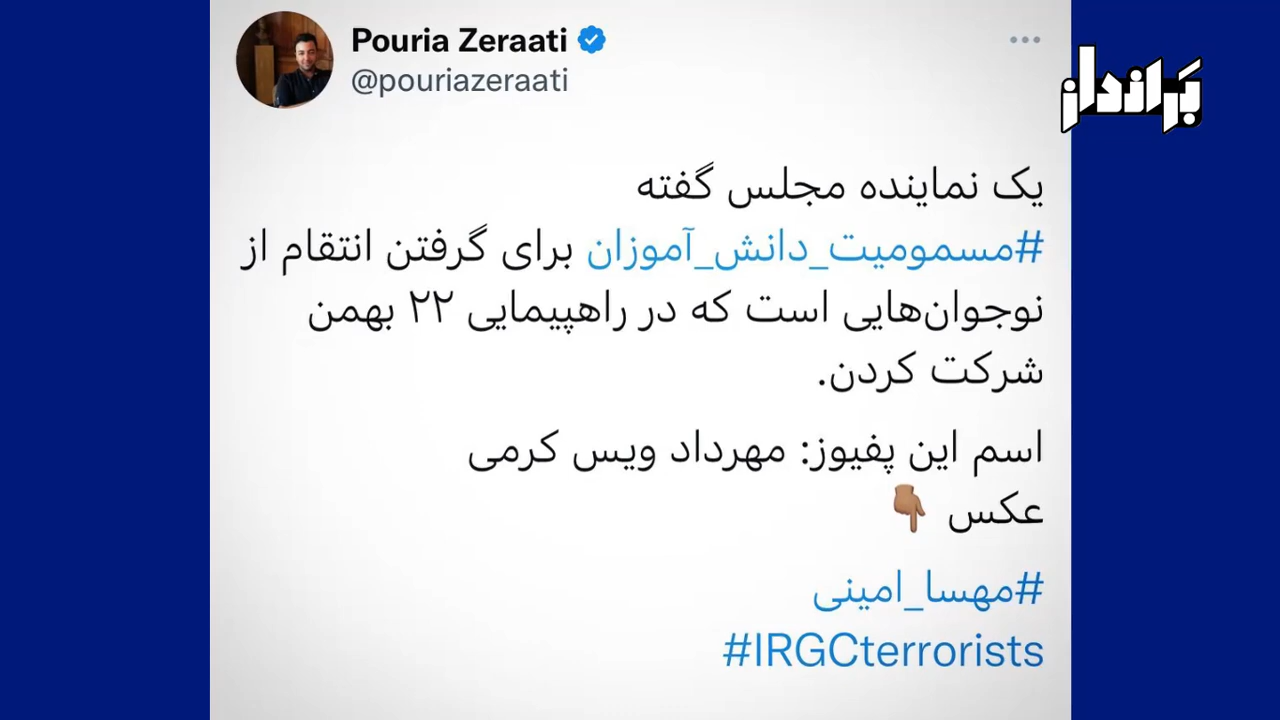 Pouria Zeraati
@pouriazeraati
برانداز
یک نماینده مجلس گفته
#مسمومیت_دانش_آموزان برای گرفتن انتقام از
نوجوان‌هایی است که در راهپیمایی ۲۲ بهمن
شرکت کردن.
اسم این پفیوز: مهرداد ویس کرمی
عکس 👇🏾
#مهسا_امینی
#IRGCterrorists